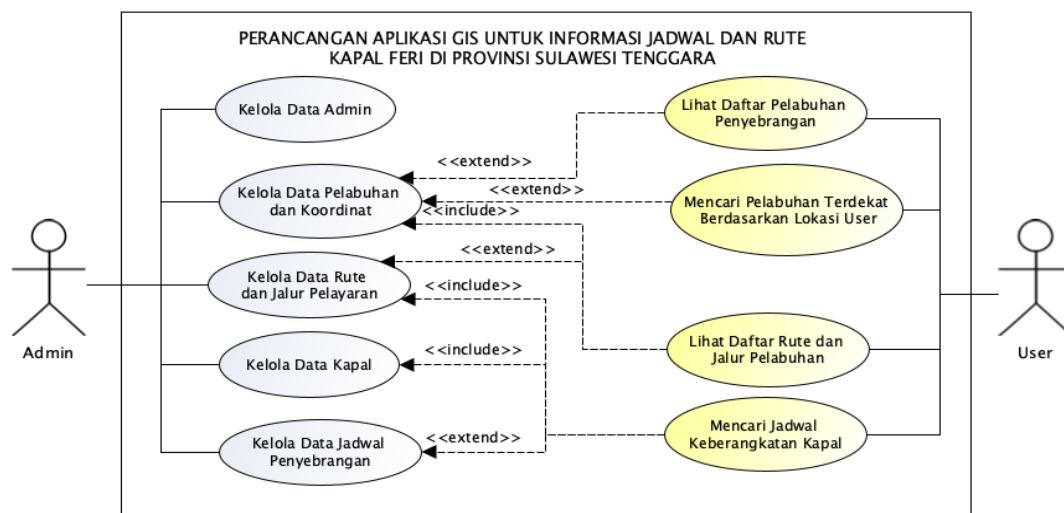 PERANCANGAN APLIKASI GIS UNTUK INFORMASI JADWAL DAN RUTE
KAPAL FERI DI PROVINSI SULAWESI TENGGARA
Kelola Data Admin
Lihat Daftar Pelabuhan
Penyebrangan
<<extend>>
Kelola Data Pelabuhan
dan Koordinat
<<extend>>
<<include>>
Mencari Pelabuhan Terdekat
Berdasarkan Lokasi User
<<extend>>
Kelola Data Rute
dan Jalur Pelayaran
<<include>>
Admin
User
Lihat Daftar Rute dan
Jalur Pelabuhan
<<include>>
Kelola Data Kapal
Mencari Jadwal
Keberangkatan Kapal
<<extend>>
Kelola Data Jadwal
Penyebrangan